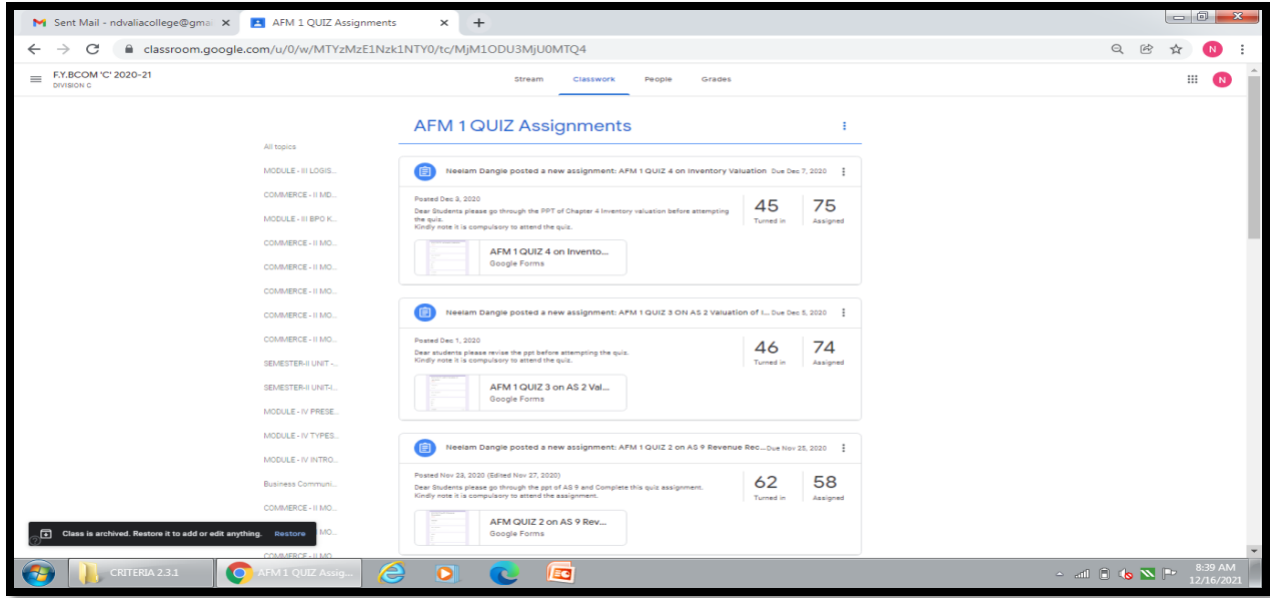 Sent Mail - ndvaliacollege@gmai
AFM 1 QUIZ Assignments
classroom.google.com/u/0/w/MTYzMzE1Nzk1NTY0/tc/MjM1ODU3MjU0MTQ4
N
F.Y.BCOM 'C' 2020-21
DIVISION C
Stream
Classwork
People
Grades
N
AFM 1 QUIZ Assignments
All topics
MODULE - III LOGIS...
COMMERCE - II MO...
MODULE - III BPO K...
COMMERCE - II MO...
COMMERCE - II MO...
COMMERCE - II MO...
COMMERCE - II MO...
COMMERCE - II MO...
SEMESTER-II UNIT -...
SEMESTER-II UNIT-I...
MODULE - IV PRESE...
MODULE - IV TYPES...
MODULE - IV INTRO...
Business Communi...
COMMERCE - II MO...
MO...
COMMERCE - II MO
Neelam Dangle posted a new assignment: AFM 1 QUIZ 4 on Inventory Valuation Due Dec 7, 2020
Posted Dec 3, 2020
Dear Students please go through the PPT of Chapter 4 Inventory valuation before attempting
the quiz.
Kindly note it is compulsory to attend the quiz.
45
Turned in
75
Assigned
AFM 1 QUIZ 4 on Invento...
Google Forms
Neelam Dangle posted a new assignment: AFM 1 QUIZ 3 ON AS 2 Valuation of I... Due Dec 5, 2020
Posted Dec 1, 2020
Dear students please revise the ppt before attempting the quiz.
Kindly note it is compulsory to attend the quiz.
46
Turned in
74
Assigned
AFM 1 QUIZ 3 on AS 2 Val...
Google Forms
Neelam Dangle posted a new assignment: AFM 1 QUIZ 2 on AS 9 Revenue Rec... Due Nov 25, 2020
Posted Nov 23, 2020 (Edited Nov 27, 2020)
Dear Students please go through the ppt of AS 9 and Complete this quiz assignment.
Kindly note it is compulsory to attend the assignment.
62
Turned in
58
Assigned
AFM QUIZ 2 on AS 9 Rev...
Google Forms
Class is archived. Restore it to add or edit anything. Restore
CRITERIA 2.3.1
AFM 1 QUIZ Assig...
8:39 AM
12/16/2021